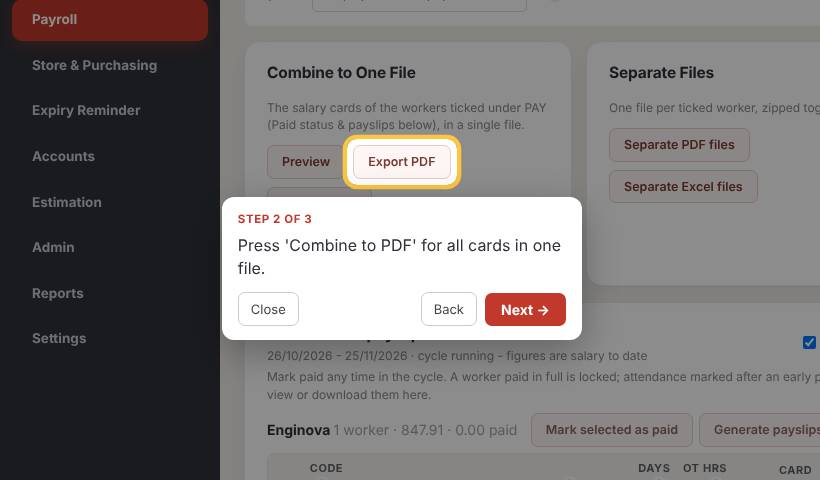 Payroll
Store & Purchasing
Expiry Reminder
Accounts
Estimation
Admin
Reports
Settings
Combine to One File
The salary cards of the workers ticked under PAY
(Paid status & payslips below), in a single file.
Preview
Export PDF
Separate Files
One file per ticked worker, zipped tog
Separate PDF files
Separate Excel files
STEP 2 OF 3
Press 'Combine to PDF' for all cards in one
file.
Close
Back
Next →
26/10/2026 - 25/11/2026 · cycle running - figures are salary to date
Mark paid any time in the cycle. A worker paid in full is locked; attendance marked after an early p
view or download them here.
Enginova 1 worker · 847.91 · 0.00 paid
Mark selected as paid
Generate payslips
CODE
DAYS
OT HRS
CARD